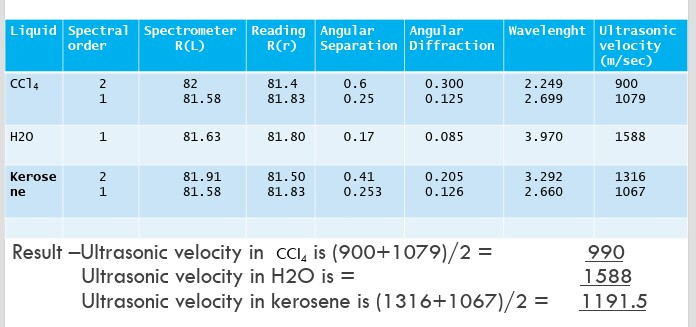 Liquid Spectral order Spectrometer R(L) Reading R(r) Angular Separation Angular Diffraction Wavelenght Ultrasonic velocity (m/sec)
CCl₄ 2 82 81.4 0.6 0.300 2.249 900
1 81.58 81.83 0.25 0.125 2.699 1079
H2O 1 81.63 81.80 0.17 0.085 3.970 1588
Kerose 2 81.91 81.50 0.41 0.205 3.292 1316
ne 1 81.58 81.83 0.253 0.126 2.660 1067
Result –Ultrasonic velocity in CCl₄ is (900+1079)/2 = 990
Ultrasonic velocity in H2O is = 1588
Ultrasonic velocity in kerosene is (1316+1067)/2 = 1191.5